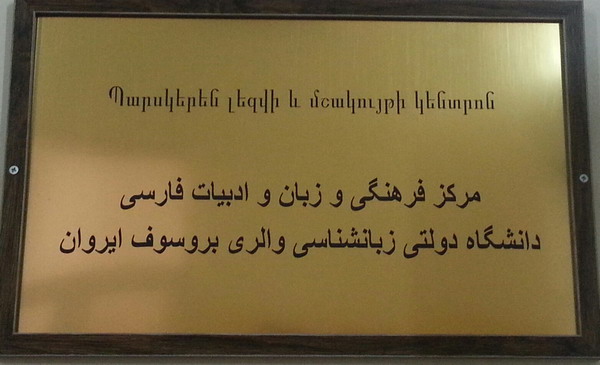 Պարսկերեն լեզվի և մշակույթի կենտրոն
مرکز فرهنگی و زبان و ادبیات فارسی
دانشگاه دولتی زبانشناسی والری بروسوف ایروان